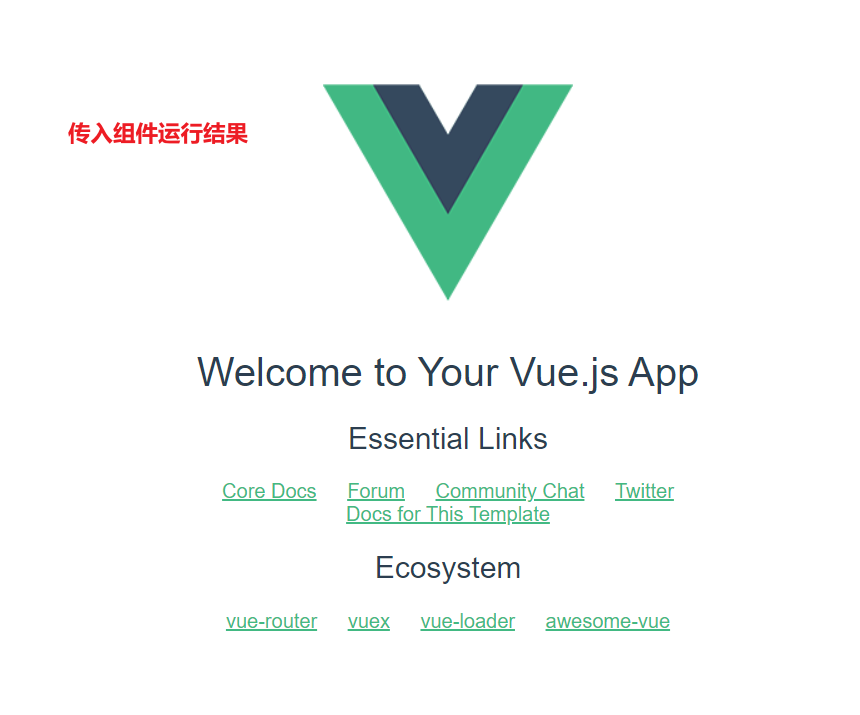 传入组件运行结果
Welcome to Your Vue.js App
Essential Links
Core Docs Forum Community Chat Twitter
Docs for This Template
Ecosystem
vue-router vuex vue-loader awesome-vue